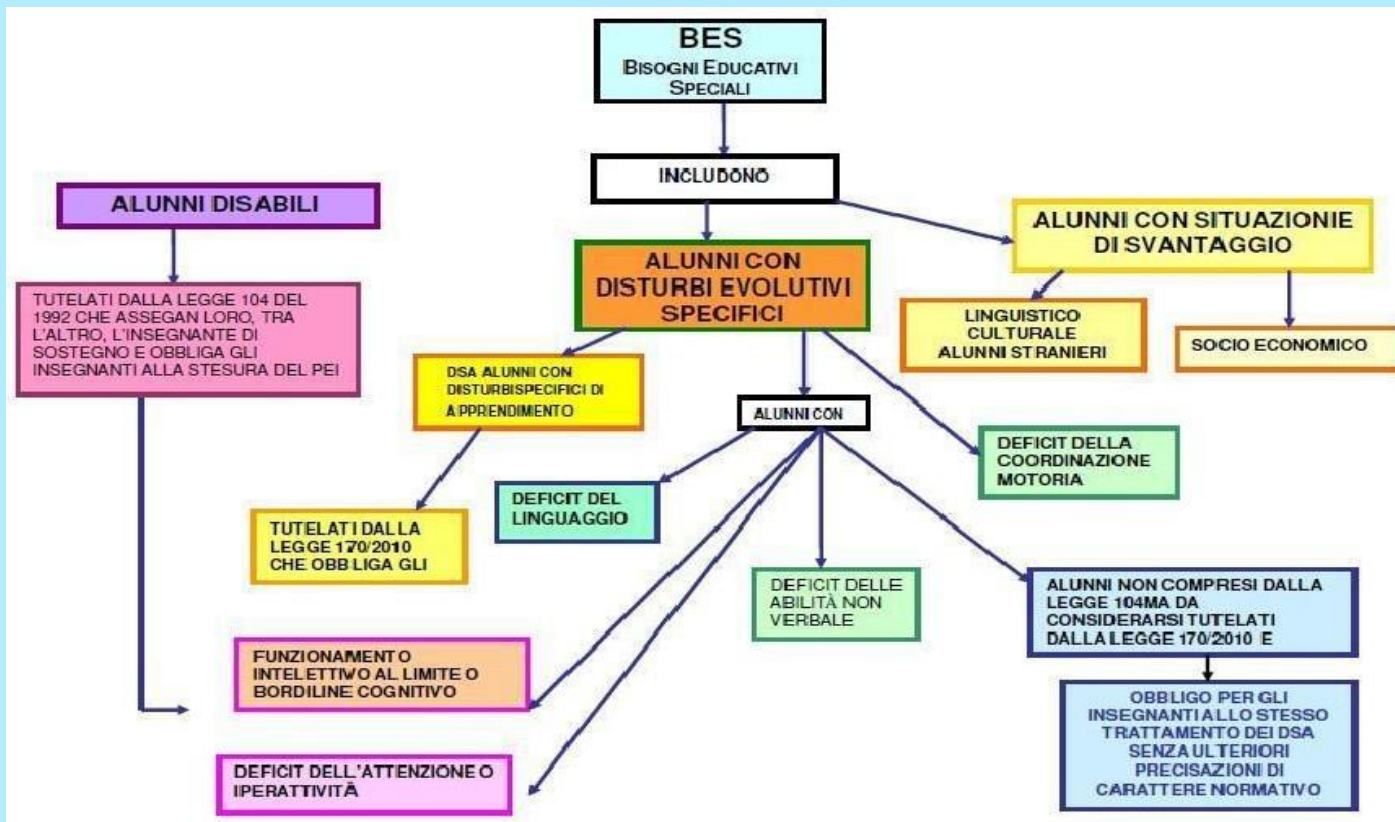 BES
BISOGNI EDUCATIVI
SPECIALI
INCLUDONO
ALUNNI DISABILI
ALUNNI CON SITUAZIONIE
DI SVANTAGGIO
ALUNNI CON
DISTURBI EVOLUTIVI
SPECIFICI
TUTELATI DALLA LEGGE 104 DEL
1992 CHE ASSEGAN LORO, TRA
L'ALTRO, L'INSEGNANTE DI
SOSTEGNO E OBBLIGA GLI
INSEGNANTI ALLA STESURA DEL PEI
LINGUISTICO
CULTURALE
ALUNNI STRANIERI
SOCIO ECONOMICO
DSA ALUNNI CON
DISTURBISPECIFICI DI
APPRENDIMENTO
ALUNNI CON
DEFICIT DELLA
COORDINAZIONE
MOTORIA
DEFICIT DEL
LINGUAGGIO
TUTELATI DALLA
LEGGE 170/2010
CHE OBBLIGA GLI
DEFICIT DELLE
ABILITÀ NON
VERBALE
ALUNNI NON COMPRESI DALLA
LEGGE 104MA DA
CONSIDERARSI TUTELATI
DALLA LEGGE 170/2010 E
FUNZIONAMENTO
INTELETTIVO AL LIMITE O
BORDILINE COGNITIVO
OBBLIGO PER GLI
INSEGNANTI ALLO STESSO
TRATTAMENTO DEI DSA
SENZA ULTERIORI
PRECISAZIONI DI
CARATTERE NORMATIVO
DEFICIT DELL'ATTENZIONE O
IPERATTIVITÀ